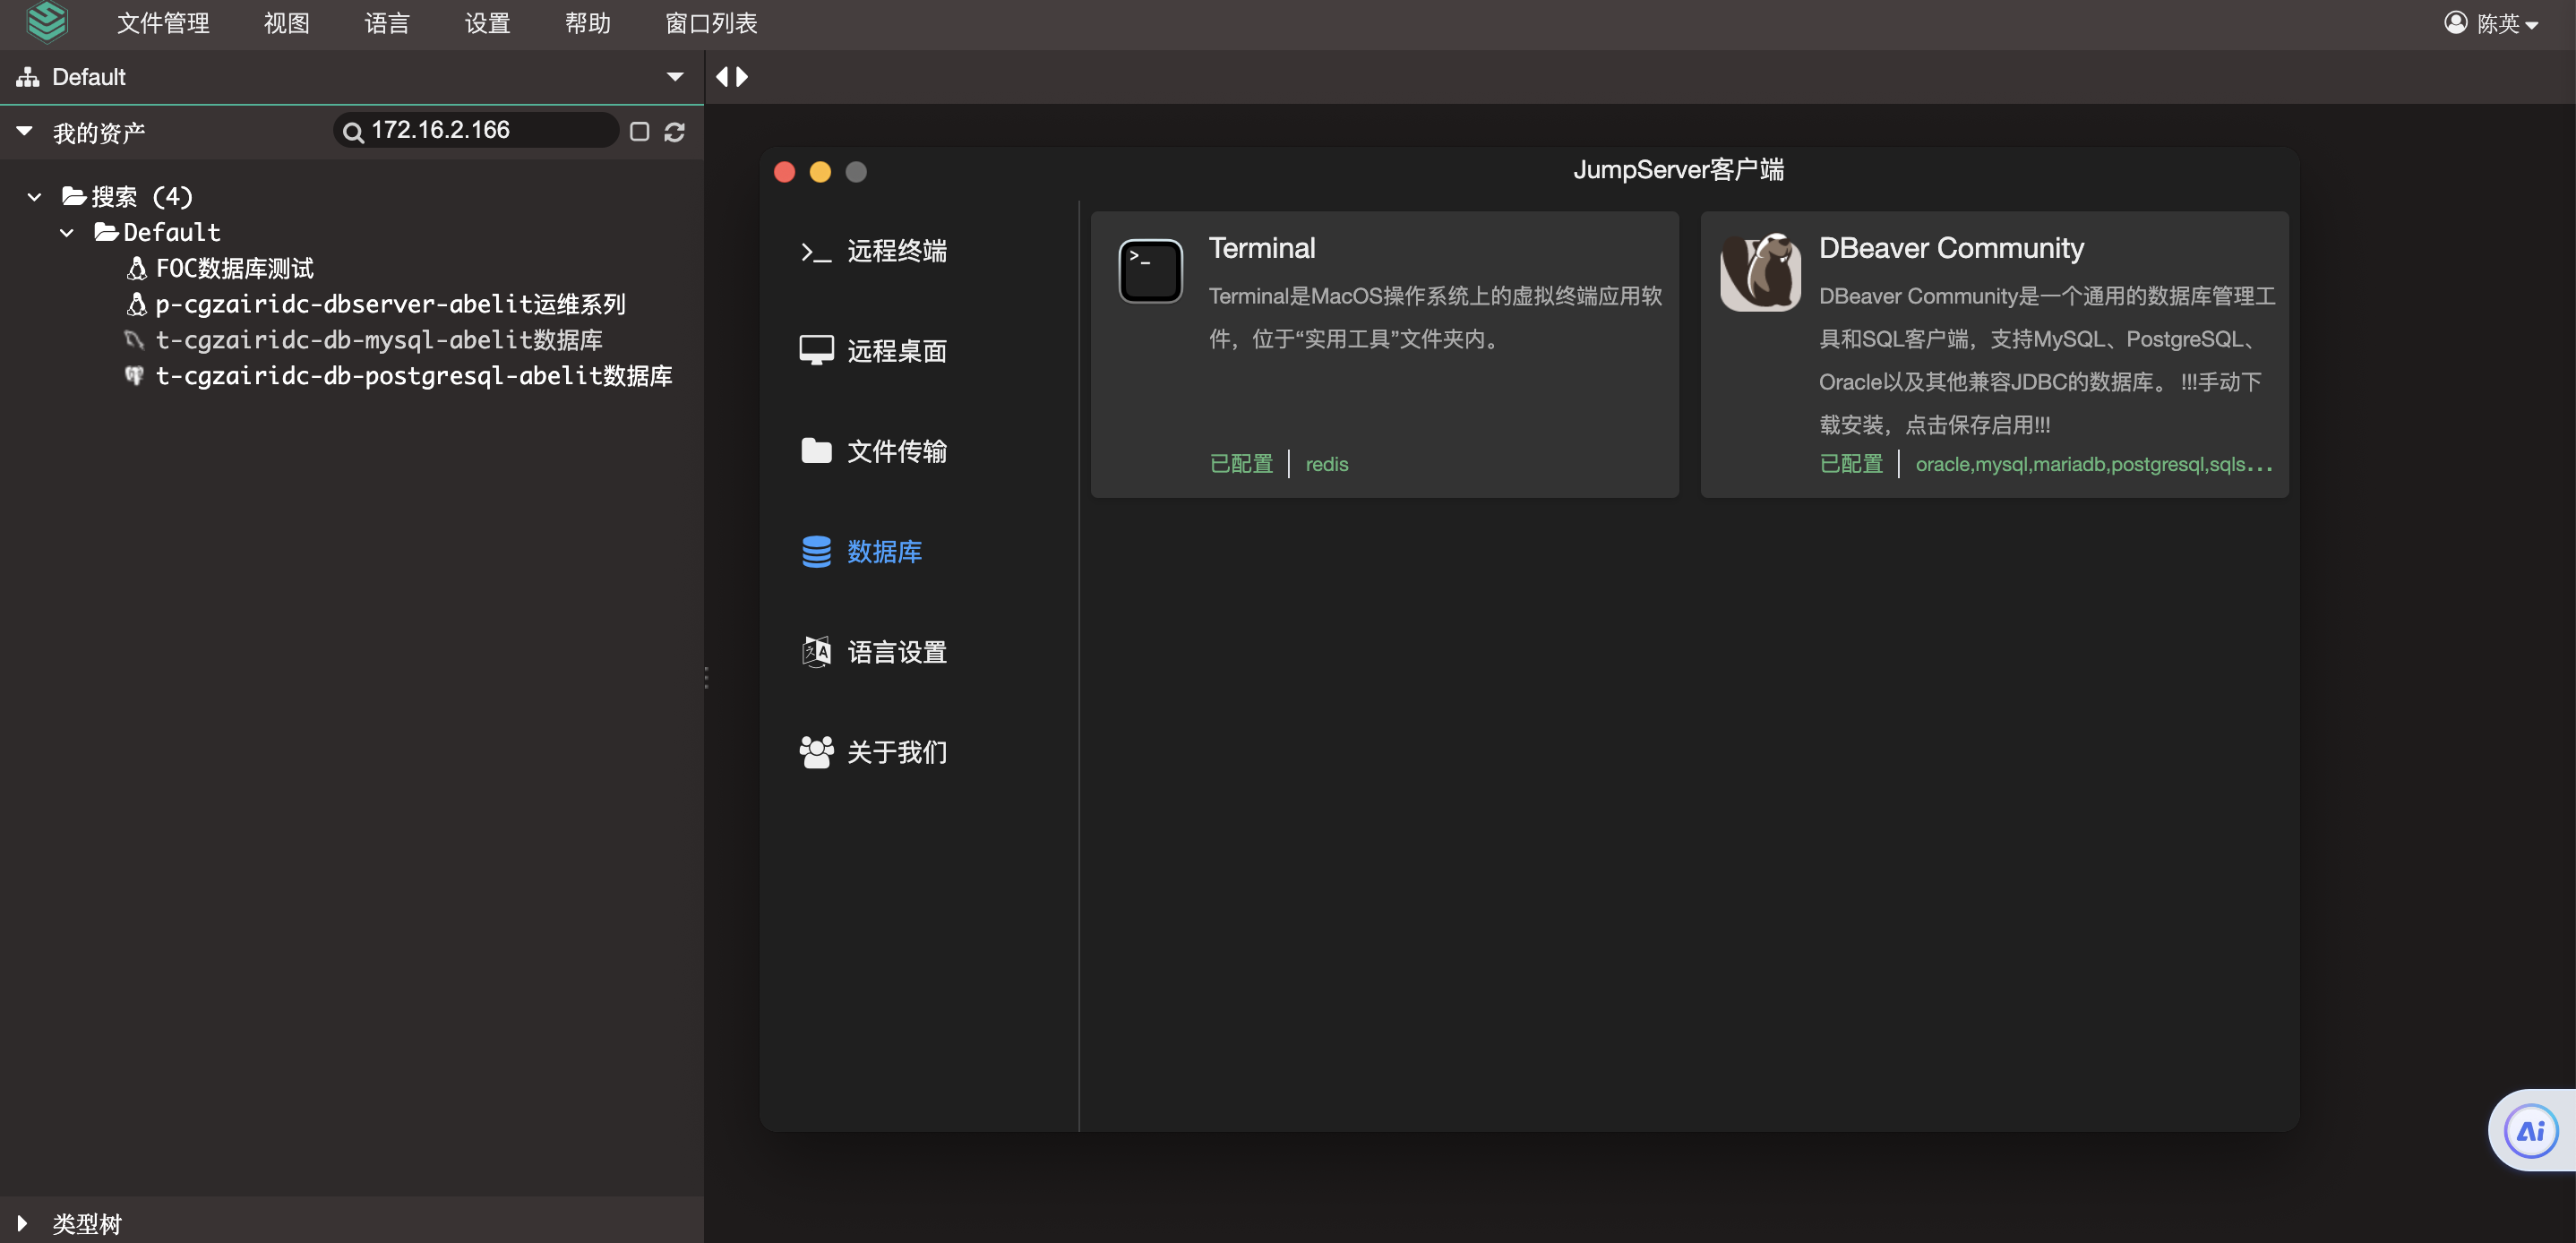 文件管理 视图 语言 设置 帮助 窗口列表 陈英
Default
我的资产 172.16.2.166
搜索 (4)
Default
FOC数据库测试
p-cgzairidc-dbserver-abelit运维系列
t-cgzairidc-db-mysql-abelit数据库
t-cgzairidc-db-postgresql-abelit数据库
类型树
JumpServer客户端
远程终端
远程桌面
文件传输
数据库
语言设置
关于我们
Terminal
Terminal是MacOS操作系统上的虚拟终端应用软
件，位于“实用工具”文件夹内。
已配置 | redis
DBeaver Community
DBeaver Community是一个通用的数据库管理工
具和SQL客户端，支持MySQL、PostgreSQL、
Oracle以及其他兼容JDBC的数据库。 !!!手动下
载安装，点击保存启用!!!
已配置 | oracle,mysql,mariadb,postgresql,sqls...
Ai